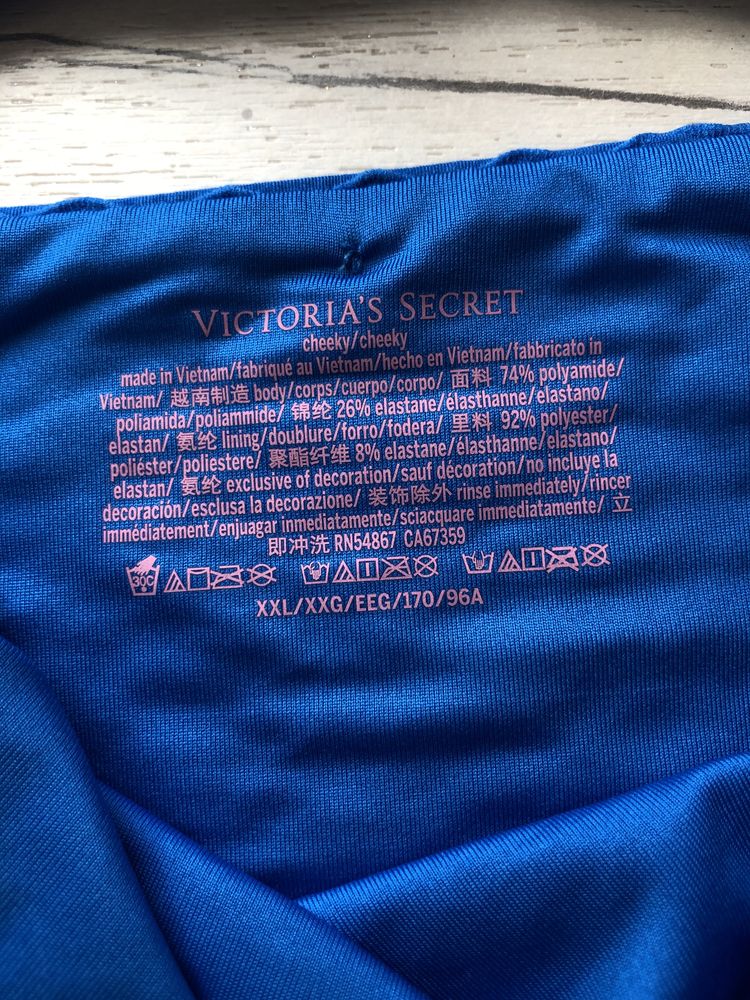 VICTORIA'S SECRET
cheeky/cheeky
made in Vietnam/fabriqué au Vietnam/hecho en Vietnam/fabbricato in
Vietnam/ 越南制造 body/corps/cuerpo/corpo/ 面料 74% polyamide/
poliamida/poliammide/ 锦纶 26% elastane/élasthanne/elastano/
elastan/ 氨纶 lining/doublure/forro/fodera/ 里料 92% polyester/
poliéster/poliestere/ 聚酯纤维 8% elastane/élasthanne/elastano/
elastan/ 氨纶 exclusive of decoration/sauf décoration/no incluye la
decoración/esclusa la decorazione/ 装饰除外 rinse immediately/rincer
immédiatement/enjuagar inmediatamente/sciacquare immediatamente/ 立
即冲洗 RN54867 CA67359
30C
XXL/XXG/EEG/170/96A